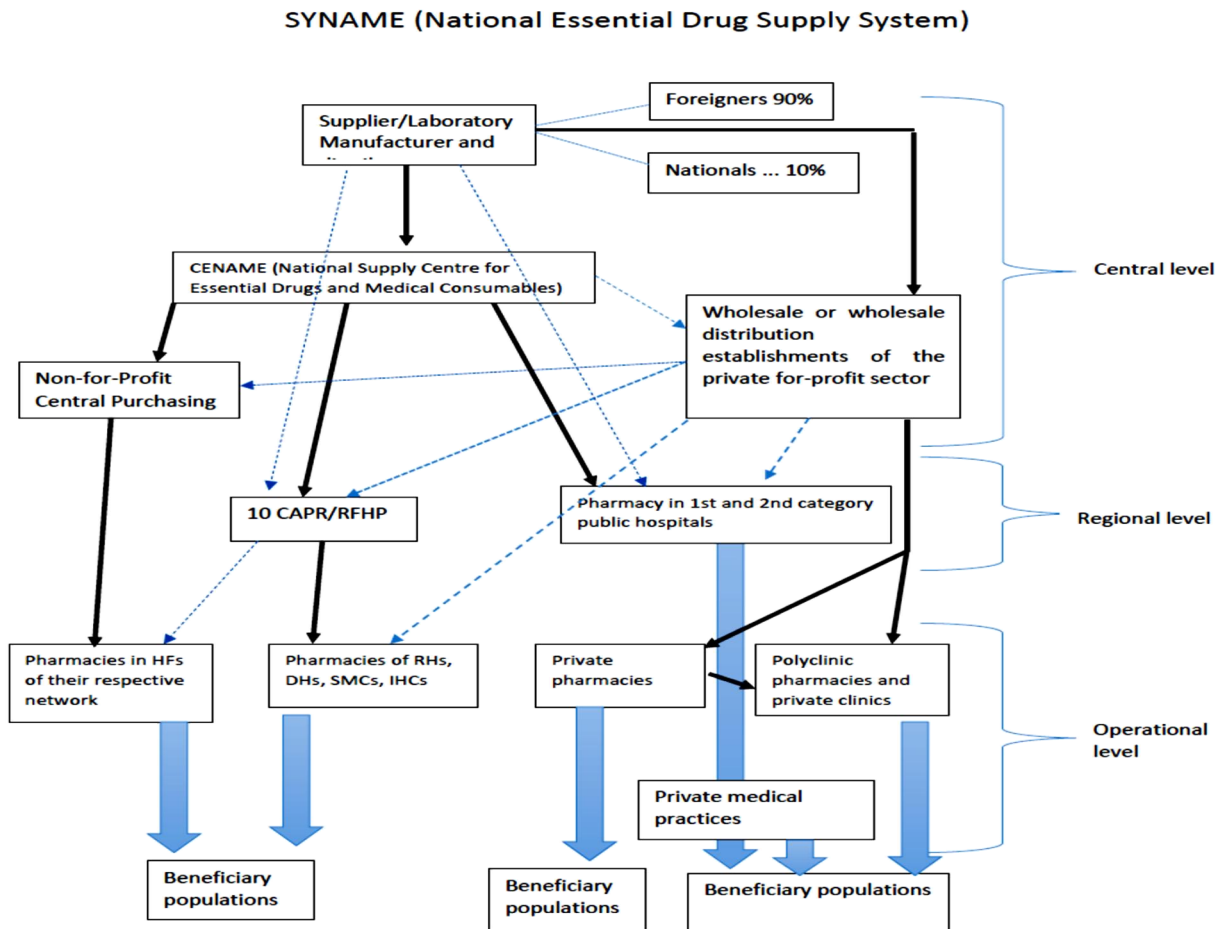 SYNAME (National Essential Drug Supply System)
Foreigners 90%
Supplier/Laboratory
Manufacturer and
Nationals ... 10%
Central level
CENAME (National Supply Centre for
Essential Drugs and Medical Consumables)
Wholesale or wholesale
distribution
establishments of the
private for-profit sector
Non-for-Profit
Central Purchasing
10 CAPR/RFHP
Pharmacy in 1st and 2nd category
public hospitals
Regional level
Pharmacies in HFs
of their respective
network
Pharmacies of RHs,
DHs, SMCs, IHCs
Private
pharmacies
Polyclinic
pharmacies and
private clinics
Operational
level
Private medical
practices
Beneficiary
populations
Beneficiary
populations
Beneficiary populations